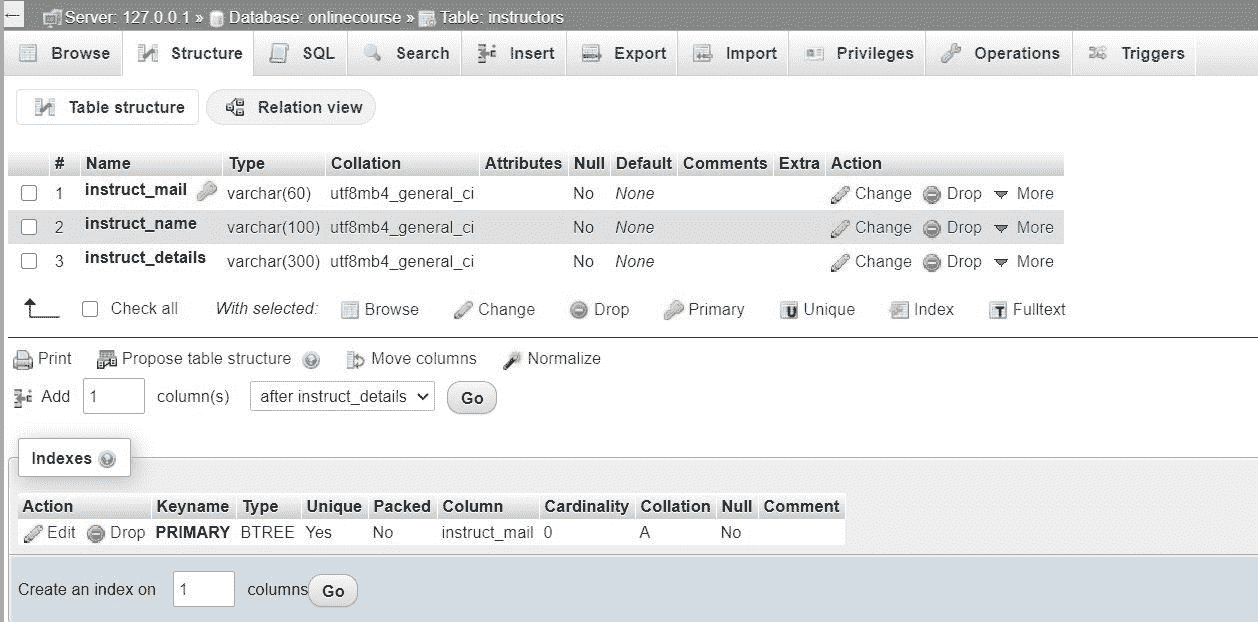 Server: 127.0.0.1 » Database: onlinecourse » Table: instructors
Browse Structure SQL Search Insert Export Import Privileges Operations Triggers
Table structure Relation view
# Name Type Collation Attributes Null Default Comments Extra Action
1 instruct_mail varchar(60) utf8mb4_general_ci No None Change Drop More
2 instruct_name varchar(100) utf8mb4_general_ci No None Change Drop More
3 instruct_details varchar(300) utf8mb4_general_ci No None Change Drop More
Check all With selected: Browse Change Drop Primary Unique Index Fulltext
Print Propose table structure Move columns Normalize
Add 1 column(s) after instruct_details Go
Indexes
Action Keyname Type Unique Packed Column Cardinality Collation Null Comment
Edit Drop PRIMARY BTREE Yes No instruct_mail 0 A No
Create an index on 1 columns Go